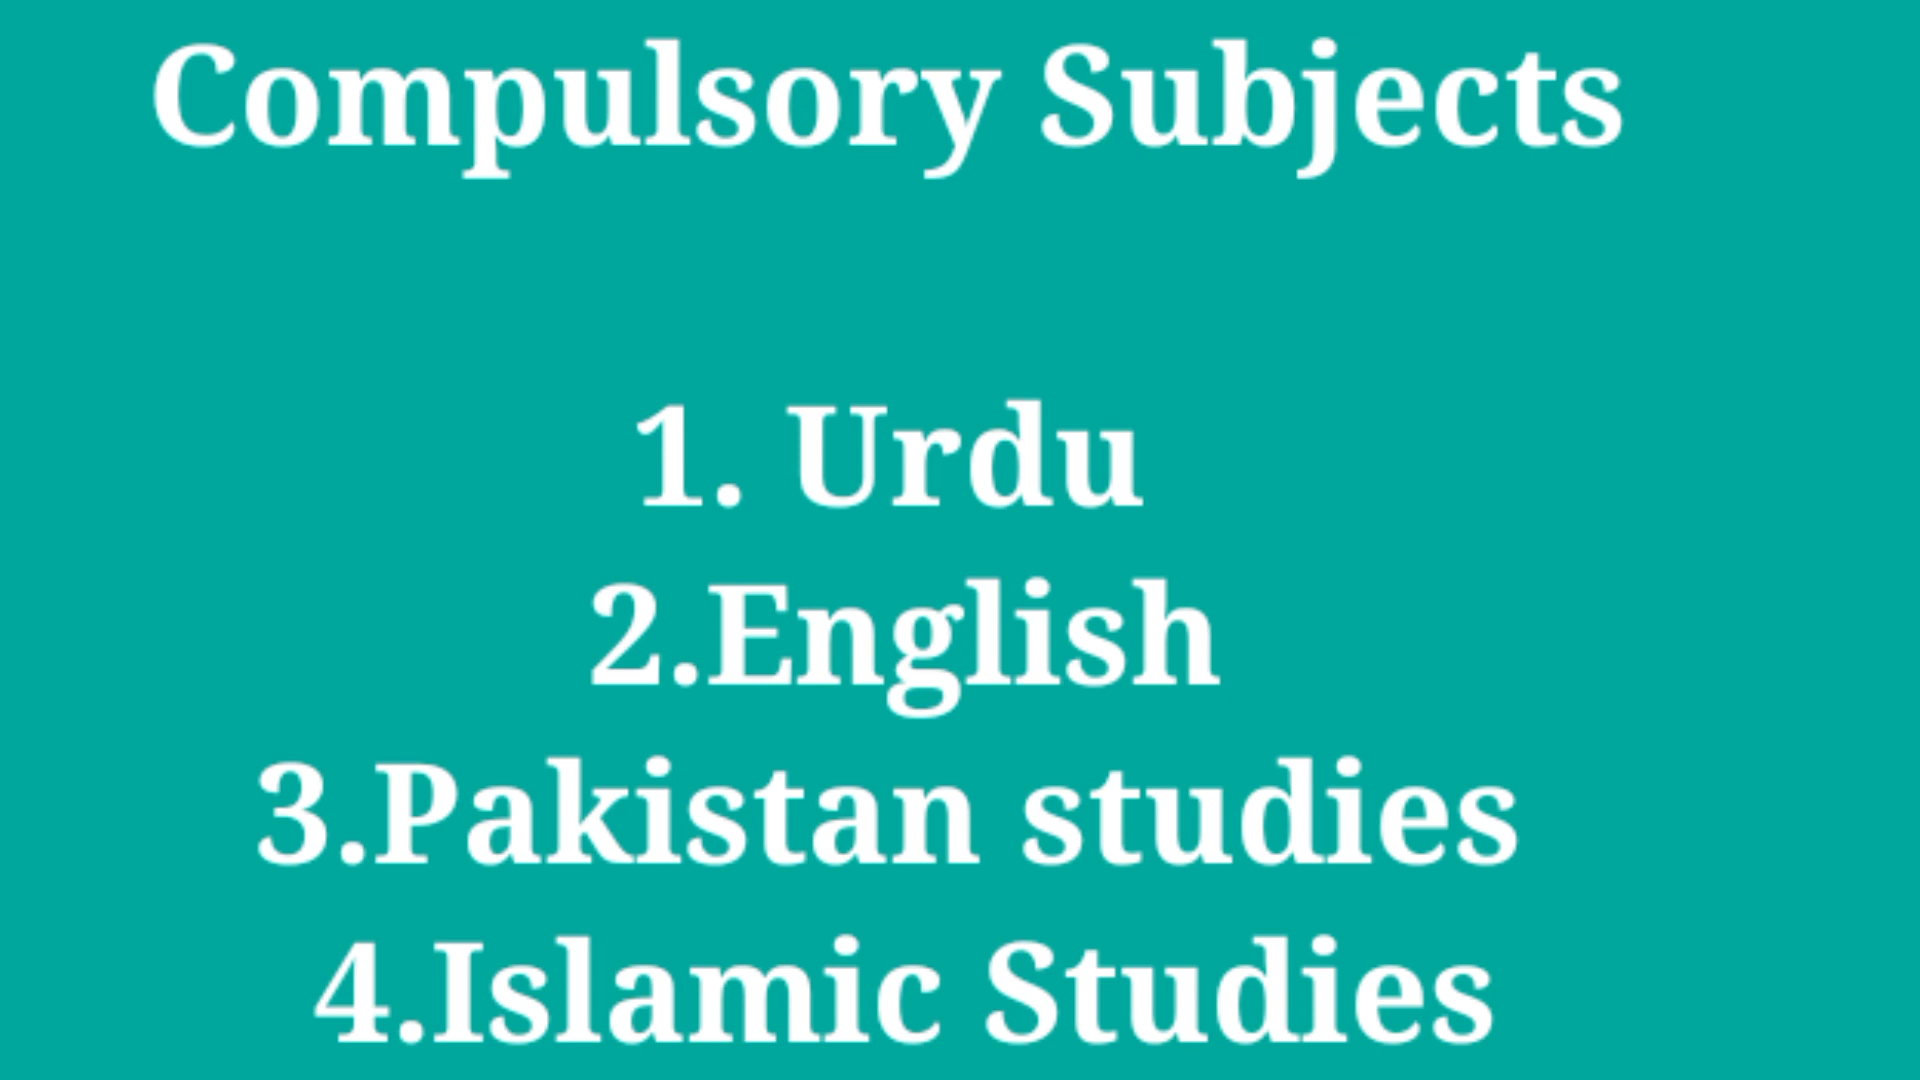 Compulsory Subjects
1. Urdu
2.English
3.Pakistan studies
4.Islamic Studies